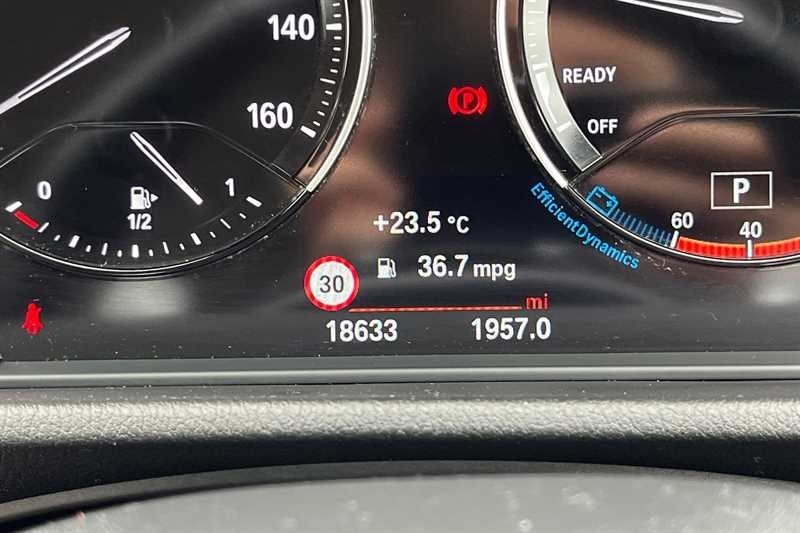 140
160
0
1
1/2
P
READY
OFF
P
EfficientDynamics
60
40
+23.5 °C
30
36.7 mpg
mi
18633
1957.0